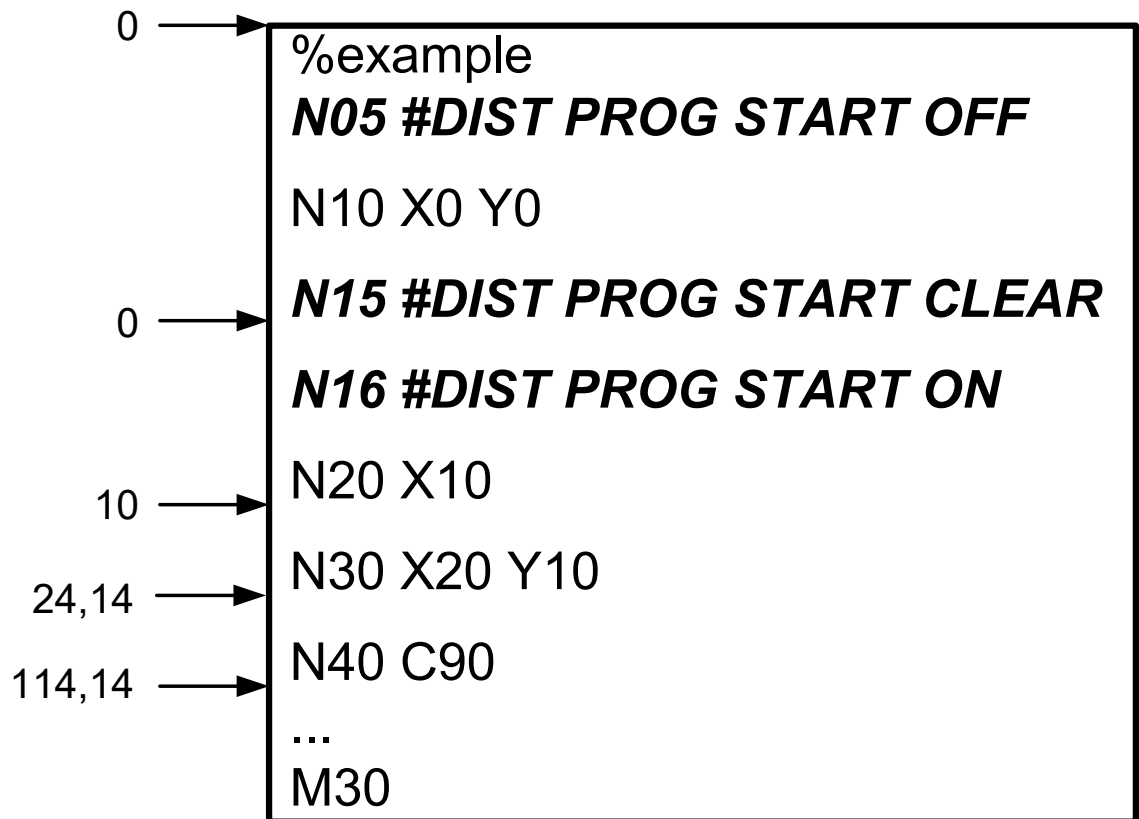 0
%example
N05 #DIST PROG START OFF
N10 X0 Y0
0
N15 #DIST PROG START CLEAR
N16 #DIST PROG START ON
N20 X10
10
N30 X20 Y10
24,14
N40 C90
114,14
...
M30